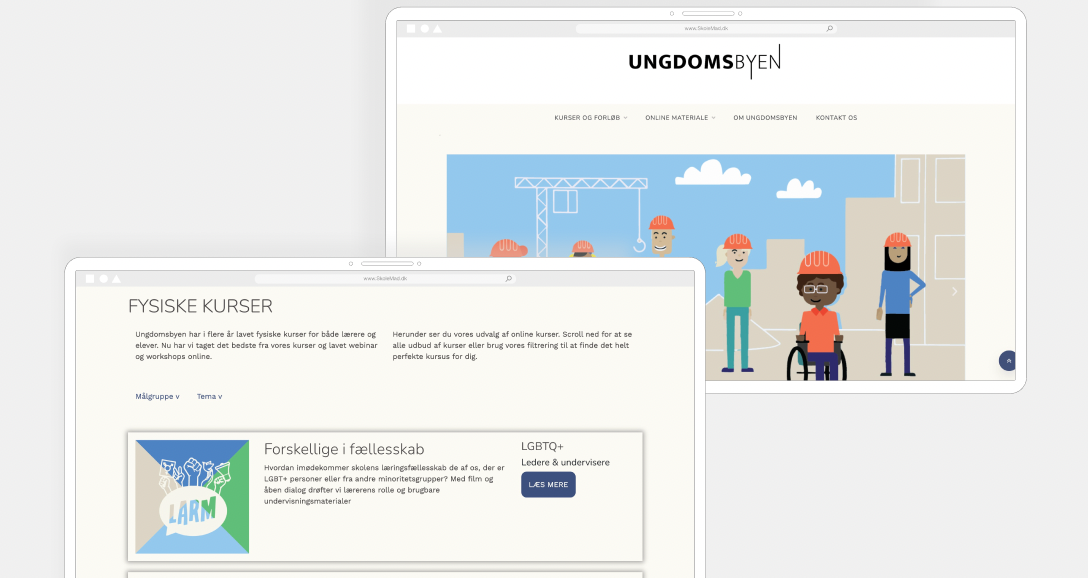 www.SkoleMad.dk
UNGDOMSBYEN
KURSER OG FORLØB
ONLINE MATERIALE
OM UNGDOMSBYEN
KONTAKT OS
www.SkoleMad.dk
FYSISKE KURSER
Ungdomsbyen har i flere år lavet fysiske kurser for både lærere og
elever. Nu har vi taget det bedste fra vores kurser og lavet webinar
og workshops online.
Herunder ser du vores udvalg af online kurser. Scroll ned for at se
alle udbud af kurser eller brug vores filtrering til at finde det helt
perfekte kursus for dig.
Målgruppe v
Tema v
LARM
Forskellige i fællesskab
Hvordan imødekommer skolens læringsfællesskab de af os, der er
LGBT+ personer eller fra andre minoritetsgrupper? Med film og
åben dialog drøfter vi lærerens rolle og brugbare
undervisningsmaterialer
LGBTQ+
Ledere & undervisere
LÆS MERE